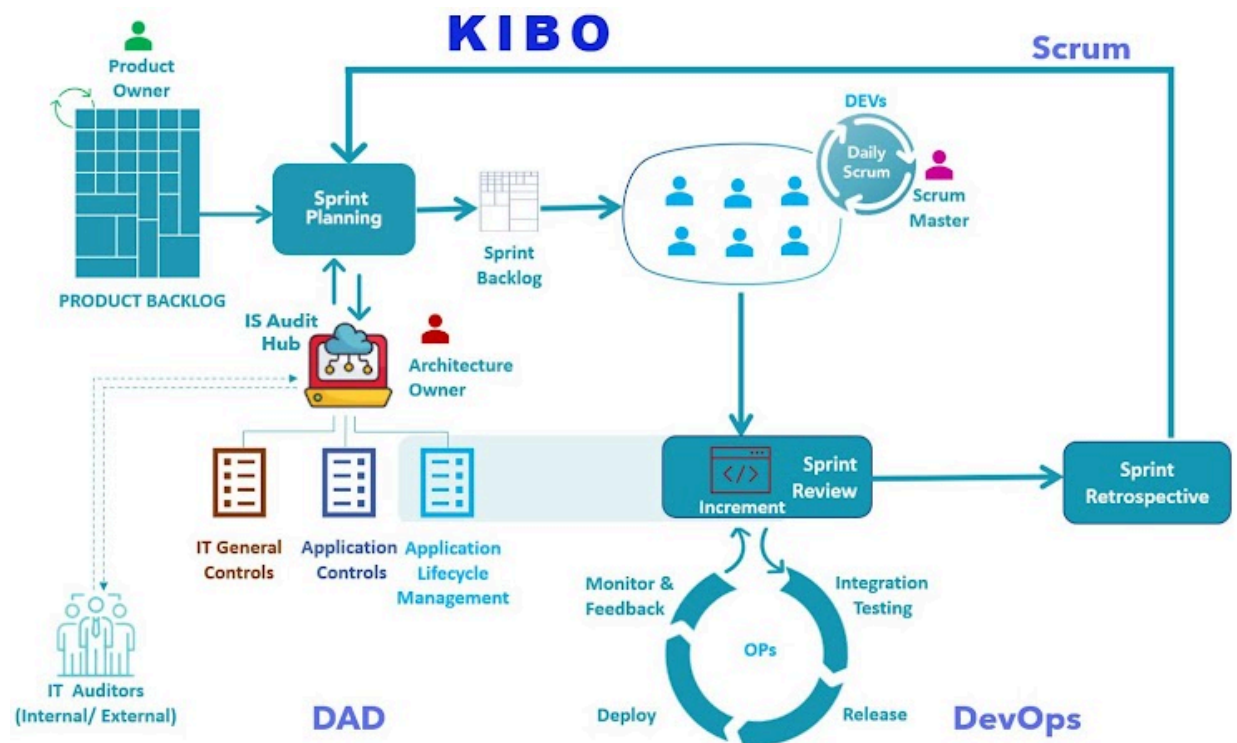 KIBO
Scrum
Product
Owner
DEVs
Daily
Scrum
Scrum
Master
Sprint
Planning
Sprint
Backlog
PRODUCT BACKLOG
IS Audit
Hub
Architecture
Owner
IT General
Controls
Application
Controls
Application
Lifecycle
Management
</>
Increment
Sprint
Review
Sprint
Retrospective
Monitor &
Feedback
Integration
Testing
OPs
Deploy
Release
IT Auditors
(Internal/ External)
DAD
DevOps